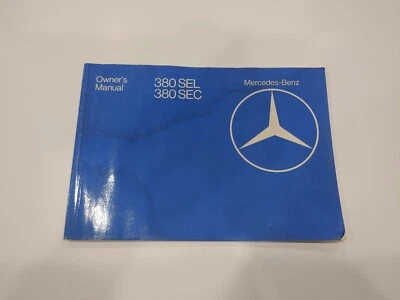 Owner's
Manual
380 SEL
380 SEC
Mercedes-Benz